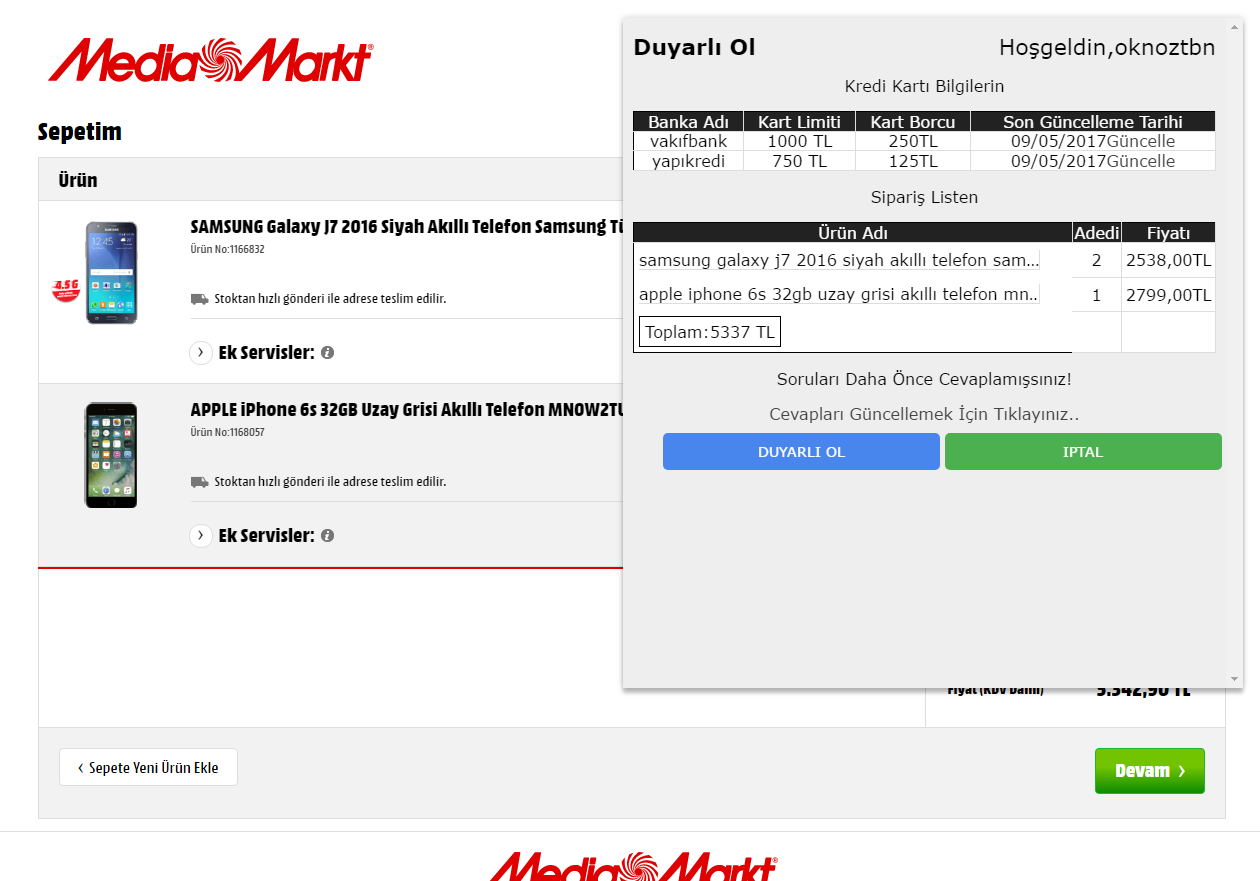 Media Markt®
Sepetim
Ürün
SAMSUNG Galaxy J7 2016 Siyah Akıllı Telefon Samsung Tü
Ürün No:1166832
4.5G
Stoktan hızlı gönderi ile adrese teslim edilir.
Ek Servisler:
APPLE iPhone 6s 32GB Uzay Grisi Akıllı Telefon MN0W2TU
Ürün No:1168057
Stoktan hızlı gönderi ile adrese teslim edilir.
Ek Servisler:
Duyarlı Ol Hoşgeldin,oknoztbn
Kredi Kartı Bilgilerin
Banka Adı Kart Limiti Kart Borcu Son Güncelleme Tarihi
vakıfbank 1000 TL 250TL 09/05/2017Güncelle
yapıkredi 750 TL 125TL 09/05/2017Güncelle
Sipariş Listen
Ürün Adı Adedi Fiyatı
samsung galaxy j7 2016 siyah akıllı telefon sam... 2 2538,00TL
apple iphone 6s 32gb uzay grisi akıllı telefon mn.. 1 2799,00TL
Toplam:5337 TL
Soruları Daha Önce Cevaplamışsınız!
Cevapları Güncellemek İçin Tıklayınız..
DUYARLI OL IPTAL
Fiyat (KDV Dahil) 5.342,90 TL
‹ Sepete Yeni Ürün Ekle Devam ›
Media Markt®